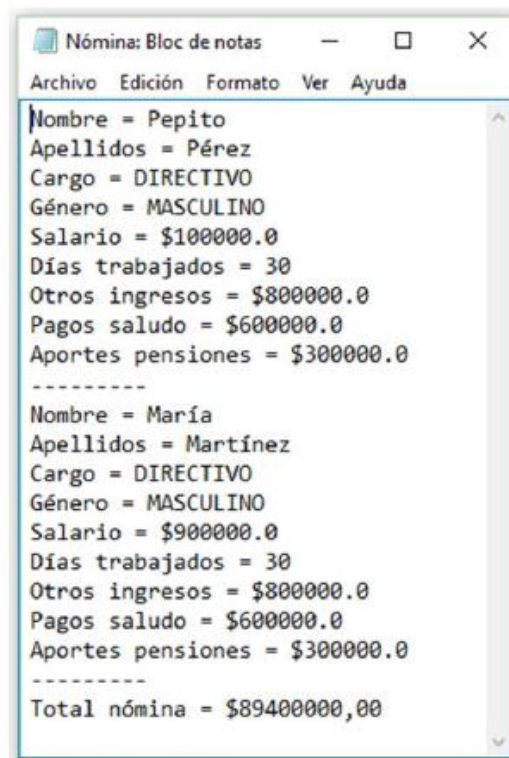 Nómina: Bloc de notas
Archivo Edición Formato Ver Ayuda
Nombre = Pepito
Apellidos = Pérez
Cargo = DIRECTIVO
Género = MASCULINO
Salario = $100000.0
Días trabajados = 30
Otros ingresos = $800000.0
Pagos saludo = $600000.0
Aportes pensiones = $300000.0
---------
Nombre = María
Apellidos = Martínez
Cargo = DIRECTIVO
Género = MASCULINO
Salario = $900000.0
Días trabajados = 30
Otros ingresos = $800000.0
Pagos saludo = $600000.0
Aportes pensiones = $300000.0
---------
Total nómina = $89400000,00